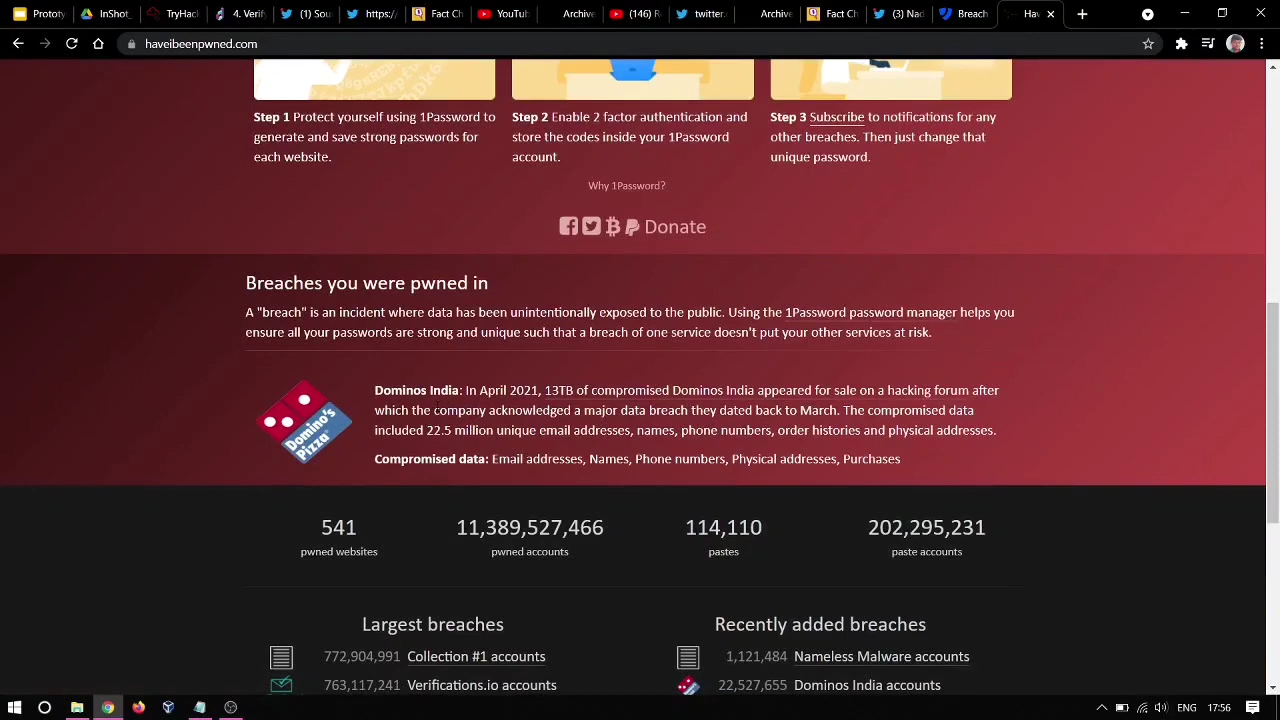 Prototy
InShot_
TryHack
4. Verify
(1) Sour
https://
Fact Ch
YouTub
Archive
(146) R
twitter.
Archive
Fact Ch
(3) Nad
Breach
Hav
haveibeenpwned.com
Step 1 Protect yourself using 1Password to
generate and save strong passwords for
each website.
Step 2 Enable 2 factor authentication and
store the codes inside your 1Password
account.
Step 3 Subscribe to notifications for any
other breaches. Then just change that
unique password.
Why 1Password?
Donate
Breaches you were pwned in
A "breach" is an incident where data has been unintentionally exposed to the public. Using the 1Password password manager helps you
ensure all your passwords are strong and unique such that a breach of one service doesn't put your other services at risk.
Domino's
Pizza
Dominos India: In April 2021, 13TB of compromised Dominos India appeared for sale on a hacking forum after
which the company acknowledged a major data breach they dated back to March. The compromised data
included 22.5 million unique email addresses, names, phone numbers, order histories and physical addresses.
Compromised data: Email addresses, Names, Phone numbers, Physical addresses, Purchases
541
pwned websites
11,389,527,466
pwned accounts
114,110
pastes
202,295,231
paste accounts
Largest breaches
772,904,991 Collection #1 accounts
763,117,241 Verifications.io accounts
Recently added breaches
1,121,484 Nameless Malware accounts
22,527,655 Dominos India accounts
ENG 17:56